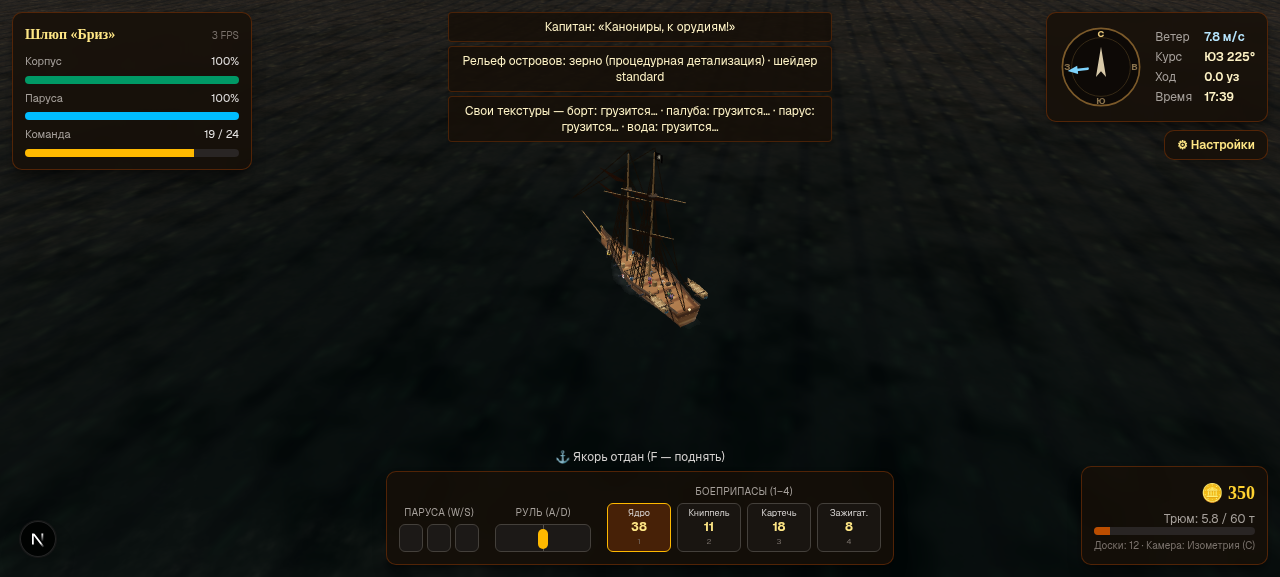 Шлюп «Бриз»
3 FPS
Корпус 100%
Паруса 100%
Команда 19 / 24
Капитан: «Канониры, к орудиям!»
Рельеф островов: зерно (процедурная детализация) · шейдер
standard
Свои текстуры — борт: грузится… · палуба: грузится… · парус:
грузится… · вода: грузится…
С
З
В
Ю
Ветер 7.8 м/с
Курс ЮЗ 225°
Ход 0.0 уз
Время 17:39
⚙ Настройки
⚓ Якорь отдан (F — поднять)
ПАРУСА (W/S)
РУЛЬ (A/D)
БОЕПРИПАСЫ (1–4)
Ядро
38
1
Книппель
11
2
Картечь
18
3
Зажигат.
8
4
350
Трюм: 5.8 / 60 т
Доски: 12 · Камера: Изометрия (C)
N